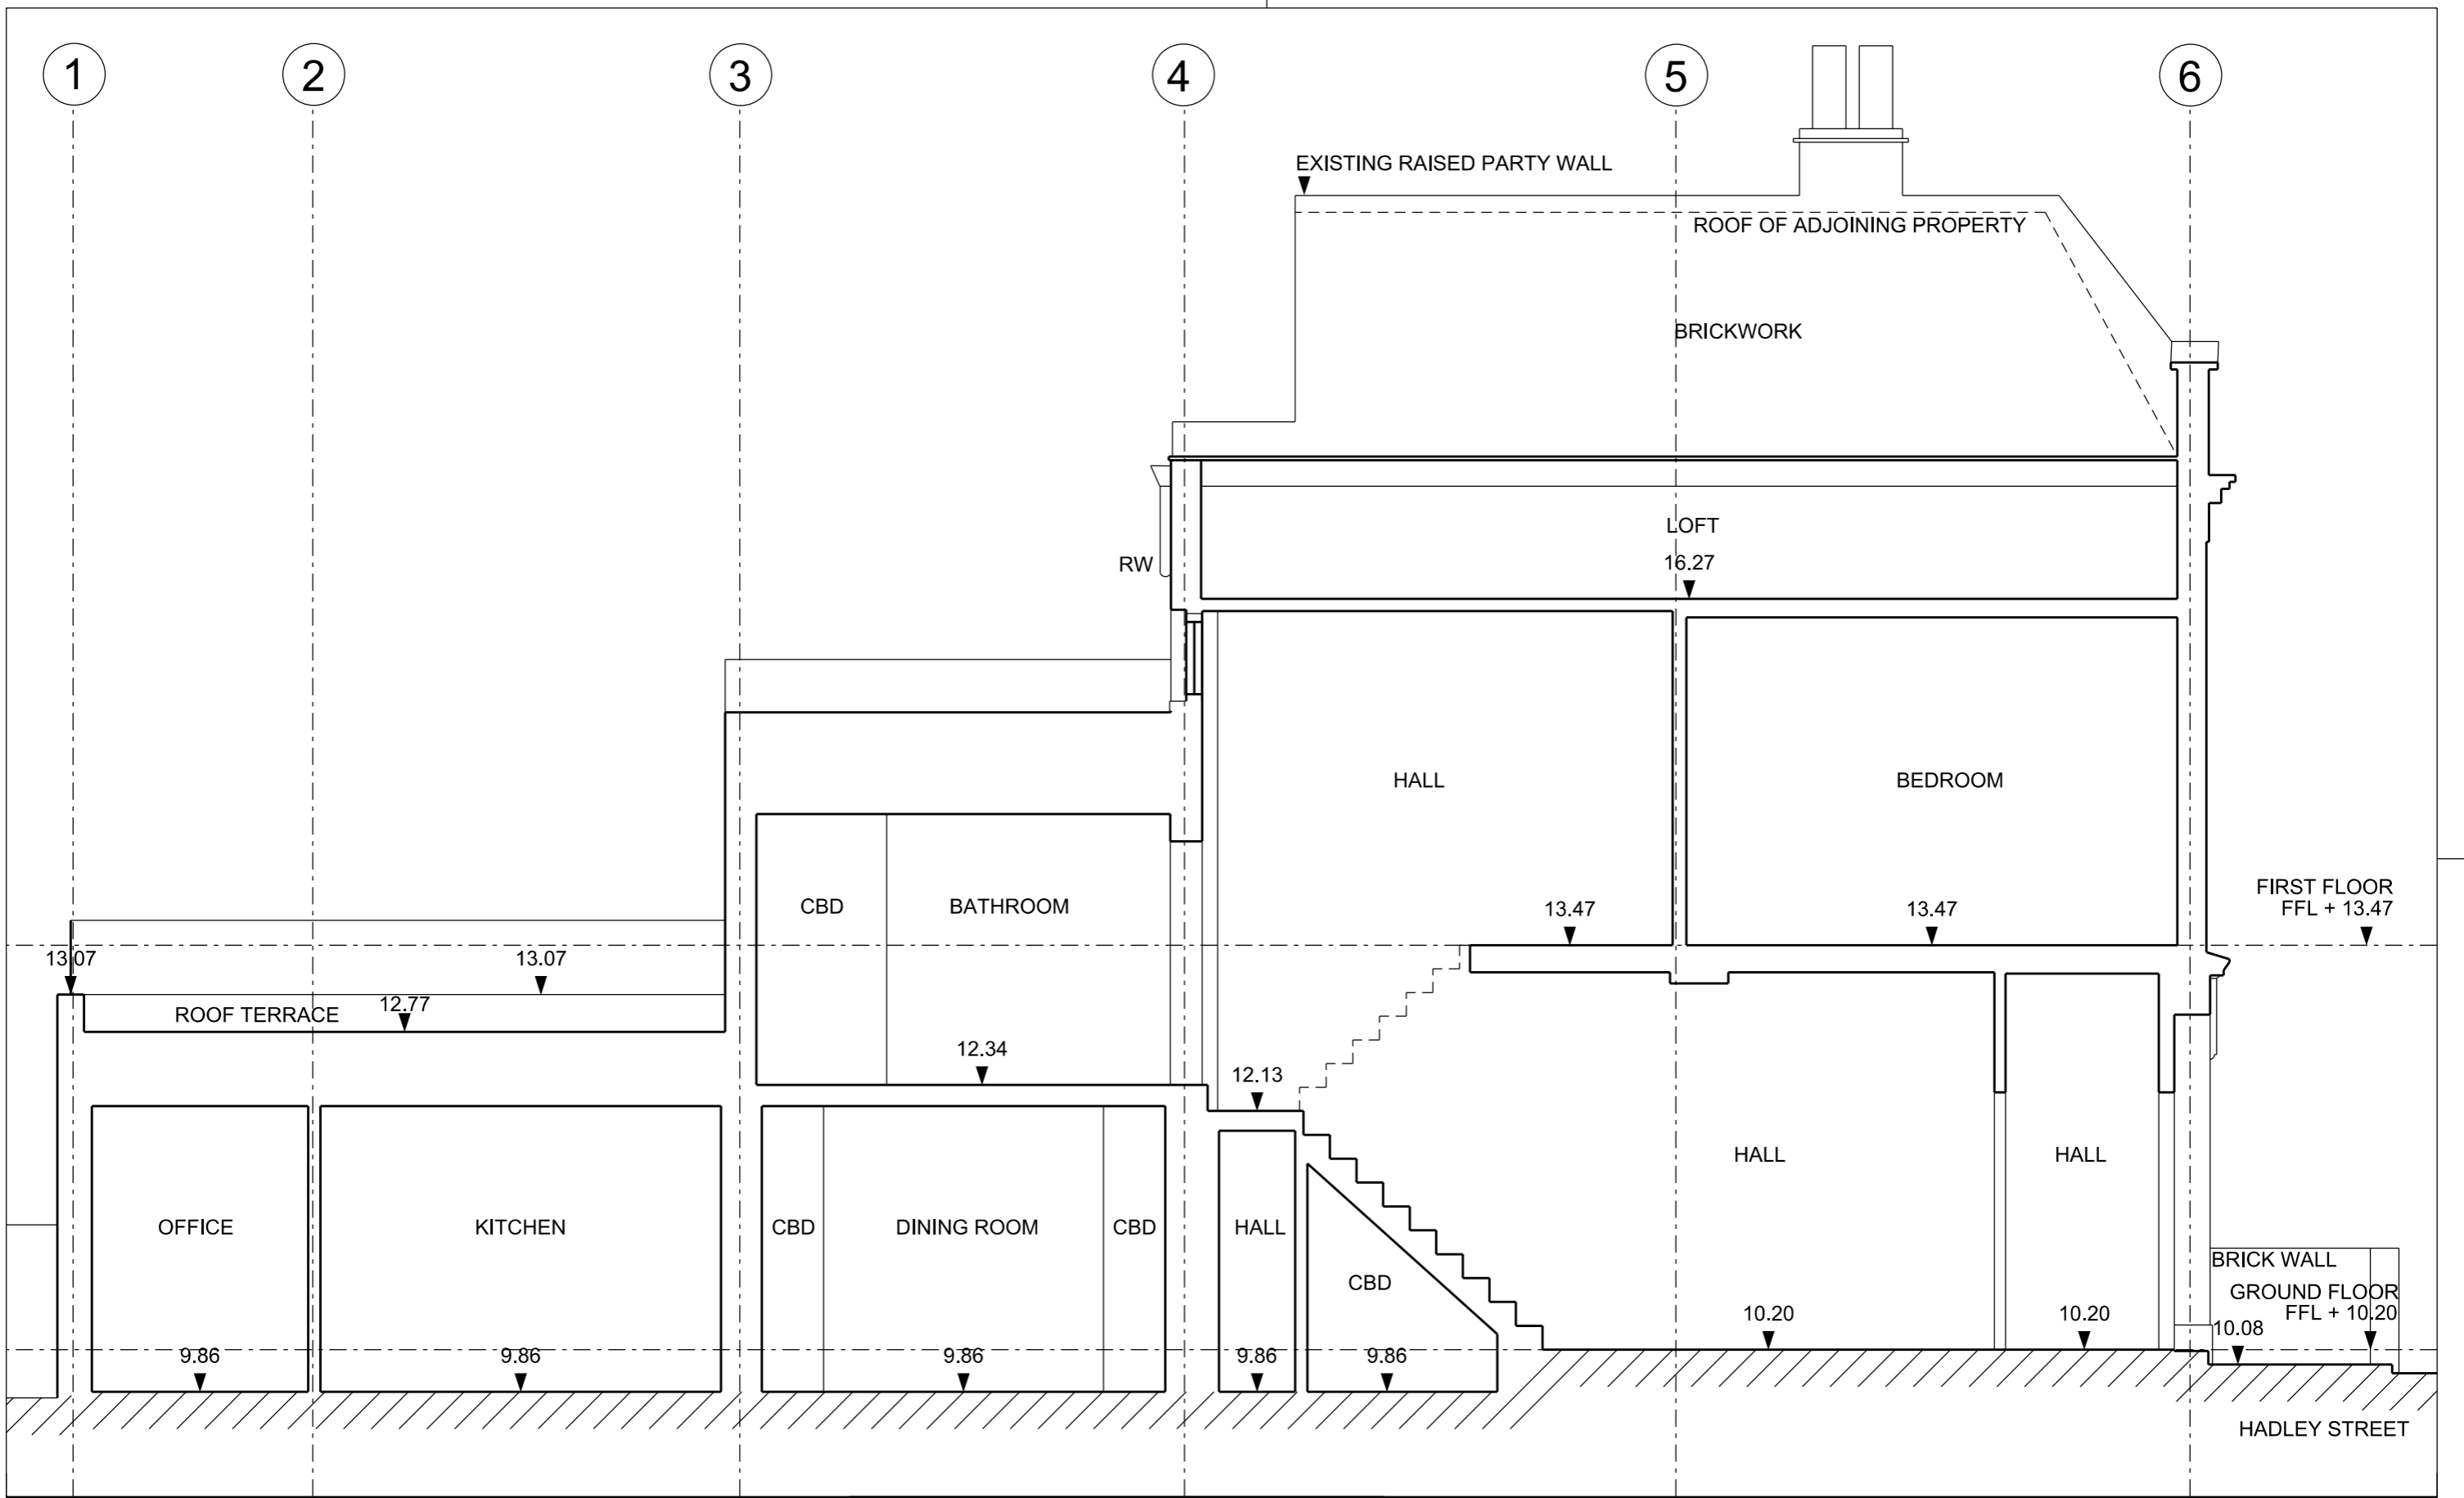 1
2
3
4
5
6
EXISTING RAISED PARTY WALL
ROOF OF ADJOINING PROPERTY
BRICKWORK
LOFT
RW
16.27
HALL
BEDROOM
CBD
BATHROOM
13.47
13.47
FIRST FLOOR
FFL + 13.47
13.07
13.07
12.77
ROOF TERRACE
12.34
12.13
HALL
HALL
OFFICE
KITCHEN
CBD
DINING ROOM
CBD
HALL
CBD
BRICK WALL
GROUND FLOOR
FFL + 10.20
10.20
10.20
10.08
9.86
9.86
9.86
9.86
9.86
HADLEY STREET